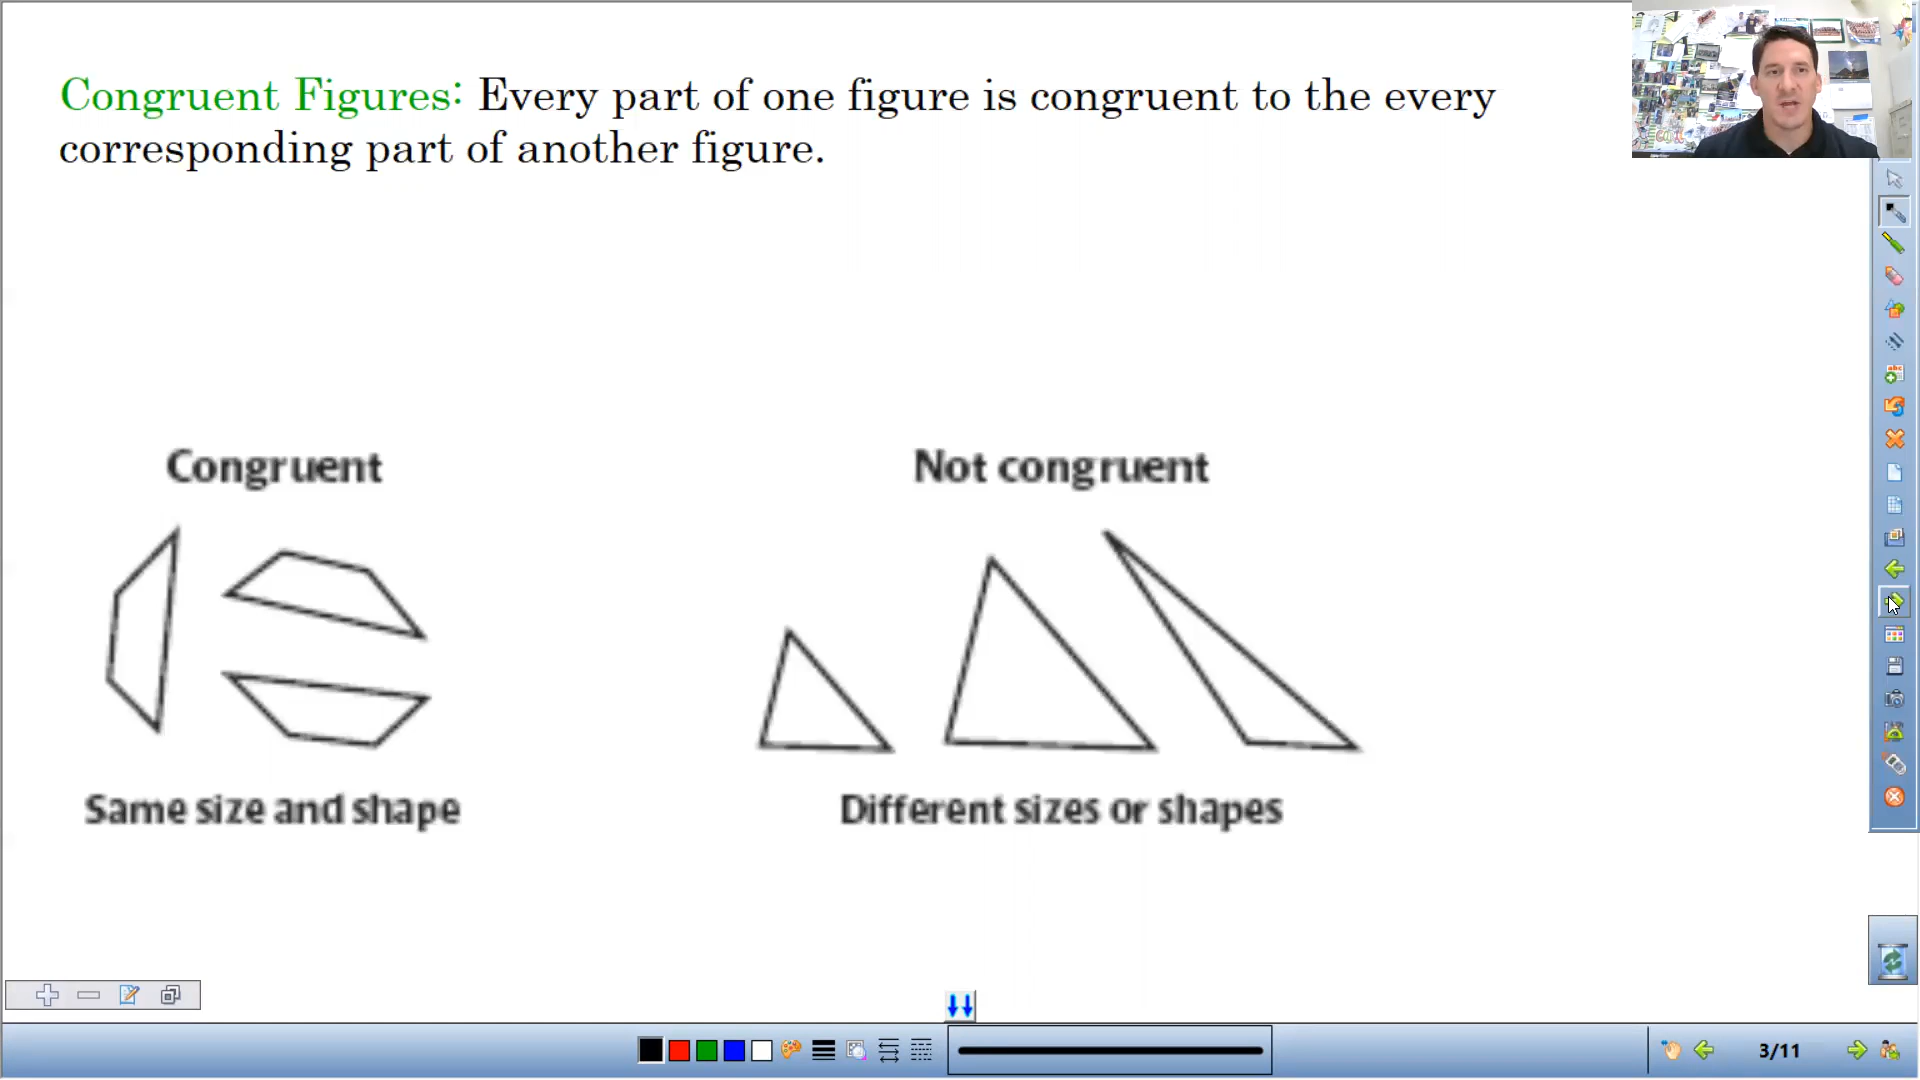 Congruent Figures: Every part of one figure is congruent to the every
corresponding part of another figure.
Congruent
Not congruent
Same size and shape
Different sizes or shapes
3/11